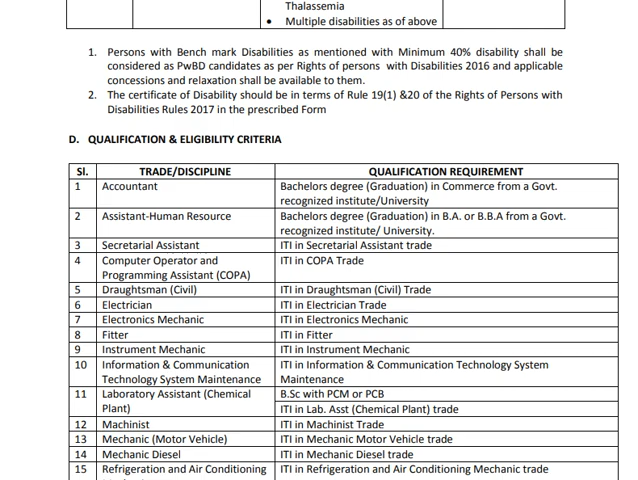 Thalassemia
• Multiple disabilities as of above
1. Persons with Bench mark Disabilities as mentioned with Minimum 40% disability shall be
considered as PwBD candidates as per Rights of persons with Disabilities 2016 and applicable
concessions and relaxation shall be available to them.
2. The certificate of Disability should be in terms of Rule 19(1) &20 of the Rights of Persons with
Disabilities Rules 2017 in the prescribed Form
D. QUALIFICATION & ELIGIBILITY CRITERIA
Sl. TRADE/DISCIPLINE QUALIFICATION REQUIREMENT
1 Accountant Bachelors degree (Graduation) in Commerce from a Govt.
recognized institute/University
2 Assistant-Human Resource Bachelors degree (Graduation) in B.A. or B.B.A from a Govt.
recognized institute/ University.
3 Secretarial Assistant ITI in Secretarial Assistant trade
4 Computer Operator and ITI in COPA Trade
Programming Assistant (COPA)
5 Draughtsman (Civil) ITI in Draughtsman (Civil) Trade
6 Electrician ITI in Electrician Trade
7 Electronics Mechanic ITI in Electronics Mechanic
8 Fitter ITI in Fitter
9 Instrument Mechanic ITI in Instrument Mechanic
10 Information & Communication ITI in Information & Communication Technology System
Technology System Maintenance Maintenance
11 Laboratory Assistant (Chemical B.Sc with PCM or PCB
Plant) ITI in Lab. Asst (Chemical Plant) trade
12 Machinist ITI in Machinist Trade
13 Mechanic (Motor Vehicle) ITI in Mechanic Motor Vehicle trade
14 Mechanic Diesel ITI in Mechanic Diesel trade
15 Refrigeration and Air Conditioning ITI in Refrigeration and Air Conditioning Mechanic trade